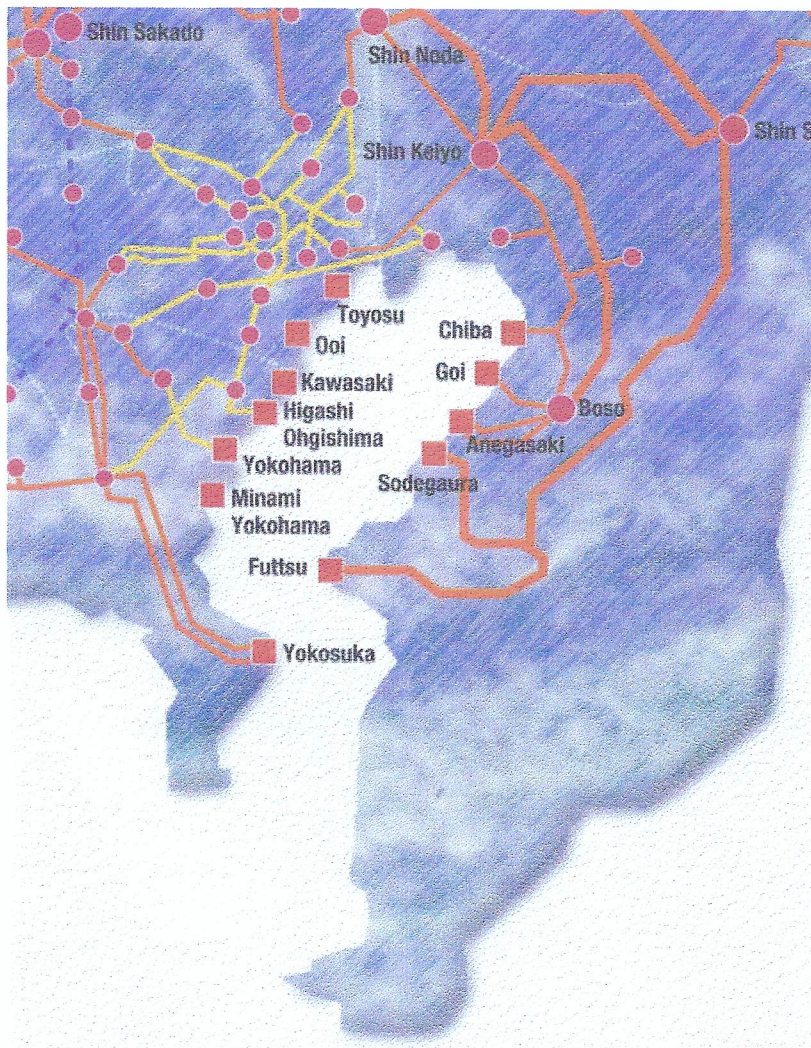 Shin Sakado
Shin Noda
Shin Keiyo
Shin S
Toyosu
Ooi
Chiba
Goi
Kawasaki
Higashi
Ohgishima
Boso
Anegasaki
Yokohama
Sodegaura
Minami
Yokohama
Futtsu
Yokosuka